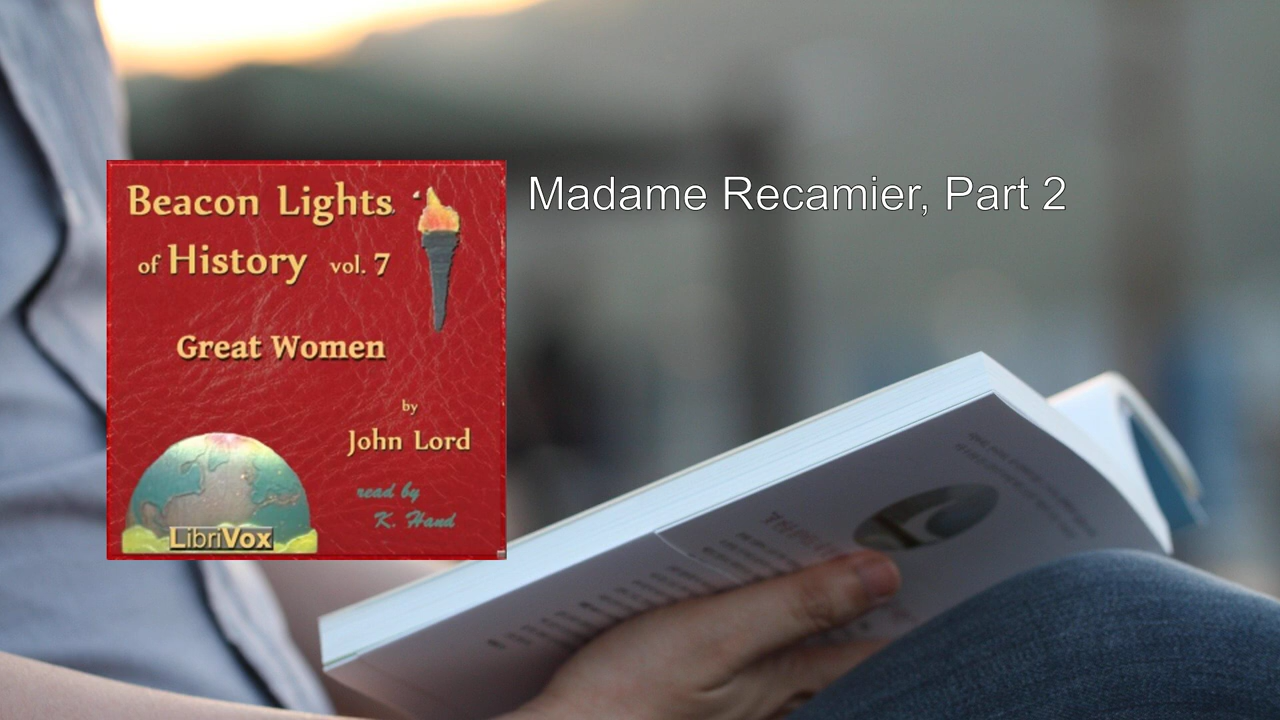 Beacon Lights
of History vol. 7
Great Women
by
John Lord
read by
K. Hand
LibriVox
Madame Recamier, Part 2